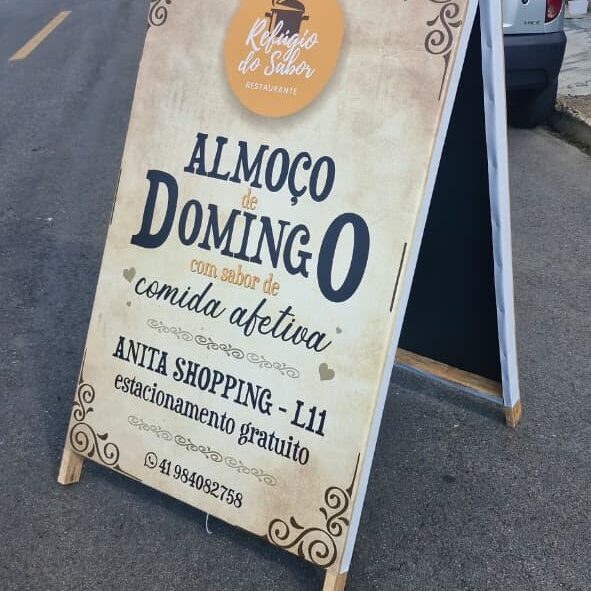 Refúgio
do Sabor
RESTAURANTE
ALMOÇO
de
DOMINGO
com sabor de
comida afetiva
ANITA SHOPPING - L11
estacionamento gratuito
41 984082758